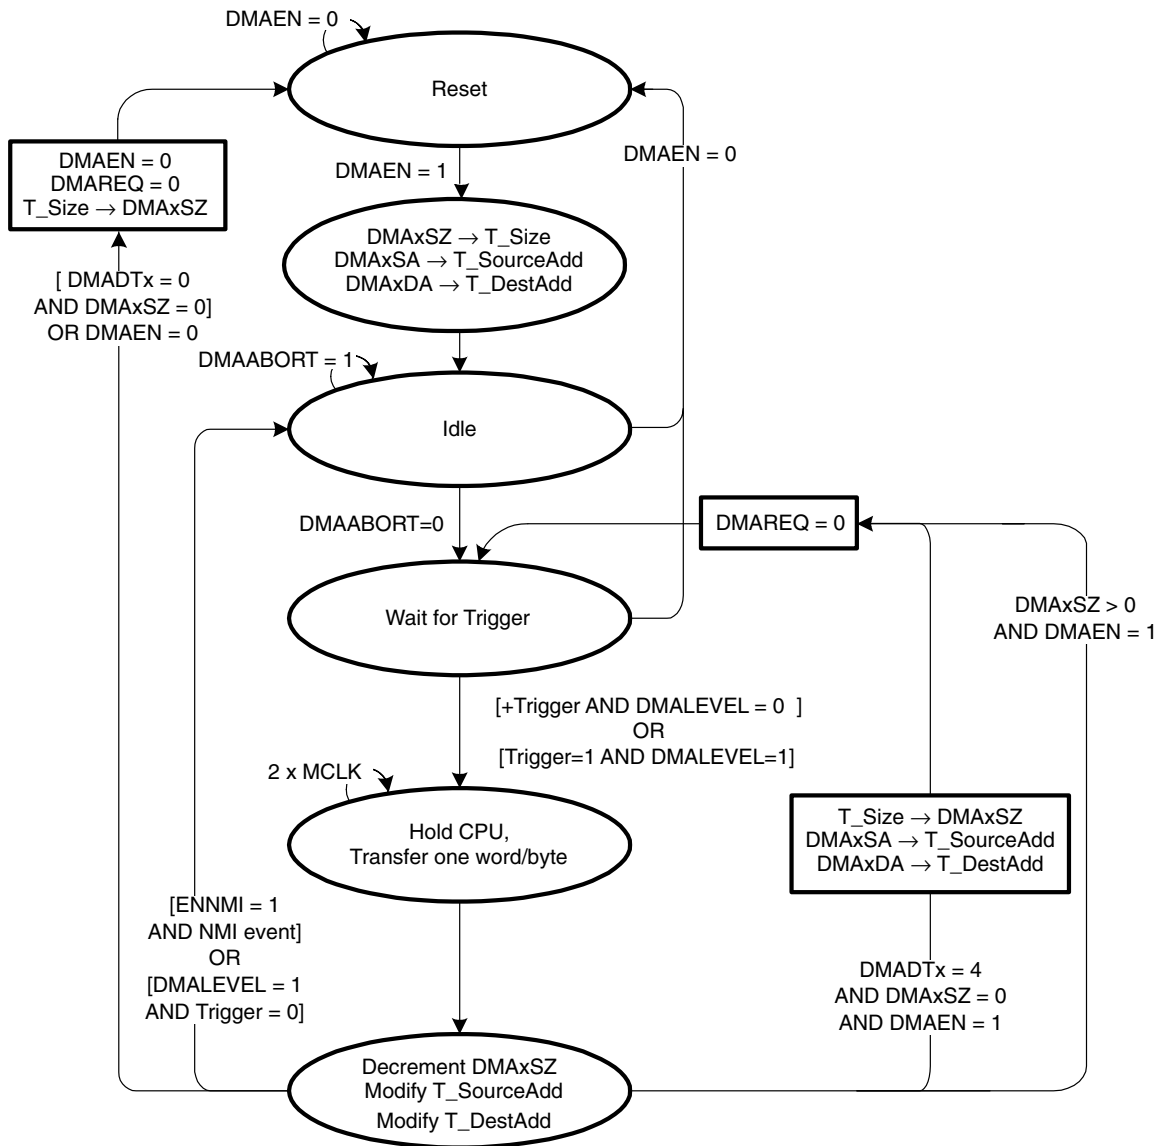 DMAEN = 0
Reset
DMAEN = 0
DMAREQ = 0
T_Size → DMAxSZ
DMAEN = 1
DMAEN = 0
DMAxSZ → T_Size
DMAxSA → T_SourceAdd
DMAxDA → T_DestAdd
[ DMADTx = 0
AND DMAxSZ = 0]
OR DMAEN = 0
DMAABORT = 1
Idle
DMAABORT=0
DMAREQ = 0
Wait for Trigger
DMAxSZ > 0
AND DMAEN = 1
[+Trigger AND DMALEVEL = 0 ]
OR
[Trigger=1 AND DMALEVEL=1]
2 x MCLK
Hold CPU,
Transfer one word/byte
T_Size → DMAxSZ
DMAxSA → T_SourceAdd
DMAxDA → T_DestAdd
[ENNMI = 1
AND NMI event]
OR
[DMALEVEL = 1
AND Trigger = 0]
DMADTx = 4
AND DMAxSZ = 0
AND DMAEN = 1
Decrement DMAxSZ
Modify T_SourceAdd
Modify T_DestAdd